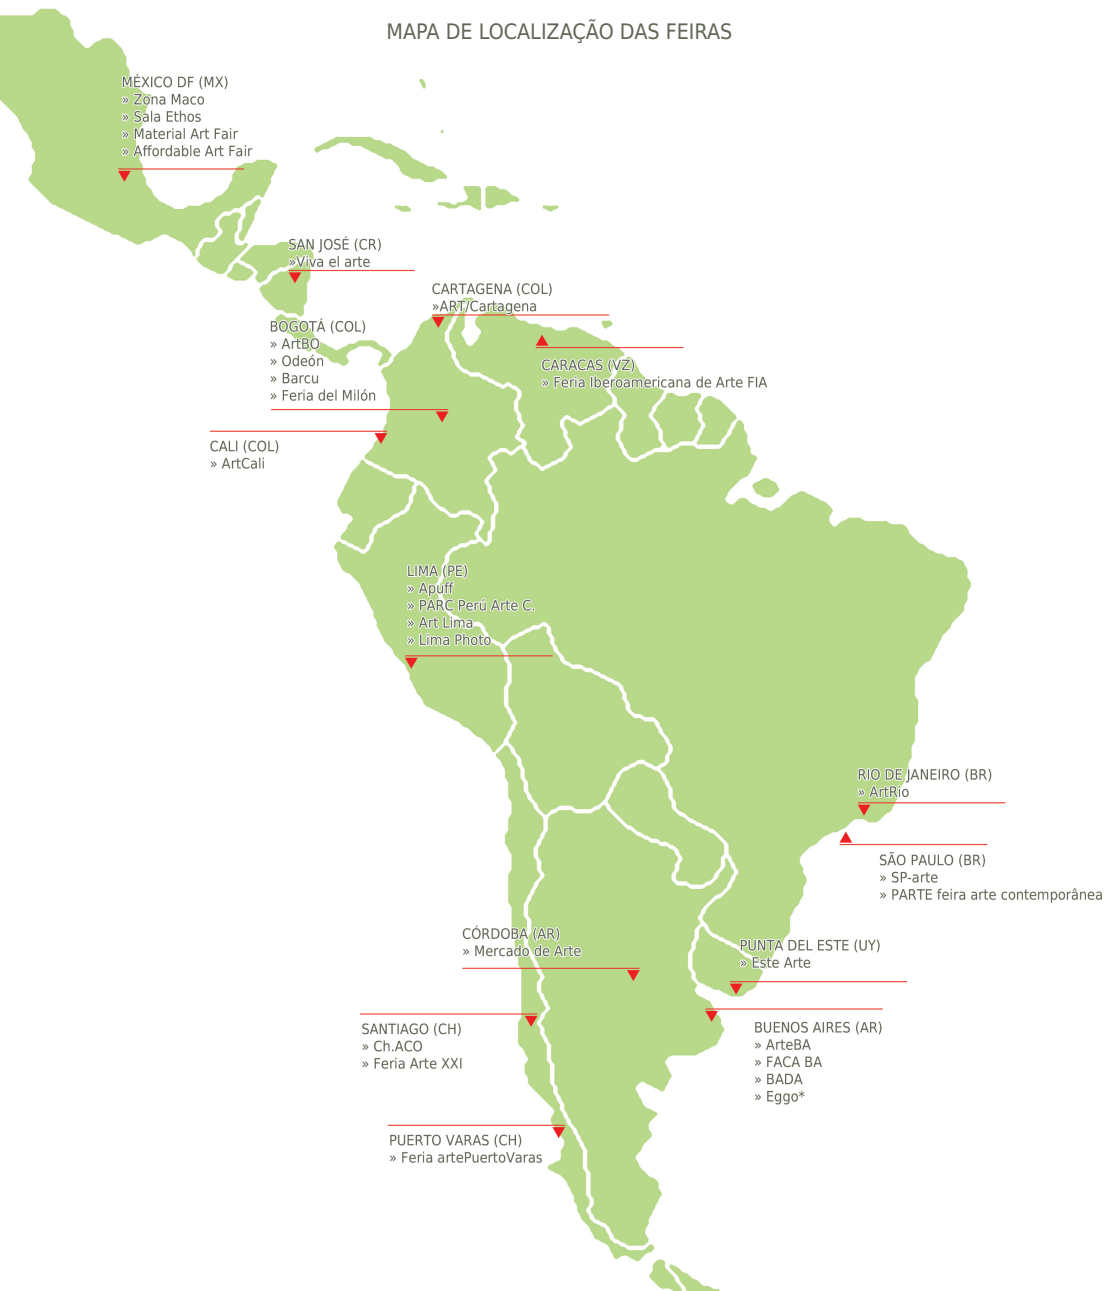 MAPA DE LOCALIZAÇÃO DAS FEIRAS
MÉXICO DF (MX)
» Zona Maco
» Sala Ethos
» Material Art Fair
» Affordable Art Fair
SAN JOSÉ (CR)
»Viva el arte
CARTAGENA (COL)
»ART/Cartagena
BOGOTÁ (COL)
» ArtBO
» Odeón
» Barcu
» Feria del Milón
CARACAS (VZ)
» Feria Iberoamericana de Arte FIA
CALI (COL)
» ArtCali
LIMA (PE)
» Apuff
» PARC Perú Arte C.
» Art Lima
» Lima Photo
RIO DE JANEIRO (BR)
» ArtRio
SÃO PAULO (BR)
» SP-arte
» PARTE feira arte contemporânea
CÓRDOBA (AR)
» Mercado de Arte
PUNTA DEL ESTE (UY)
» Este Arte
SANTIAGO (CH)
» Ch.ACO
» Feria Arte XXI
BUENOS AIRES (AR)
» ArteBA
» FACA BA
» BADA
» Eggo*
PUERTO VARAS (CH)
» Feria artePuertoVaras